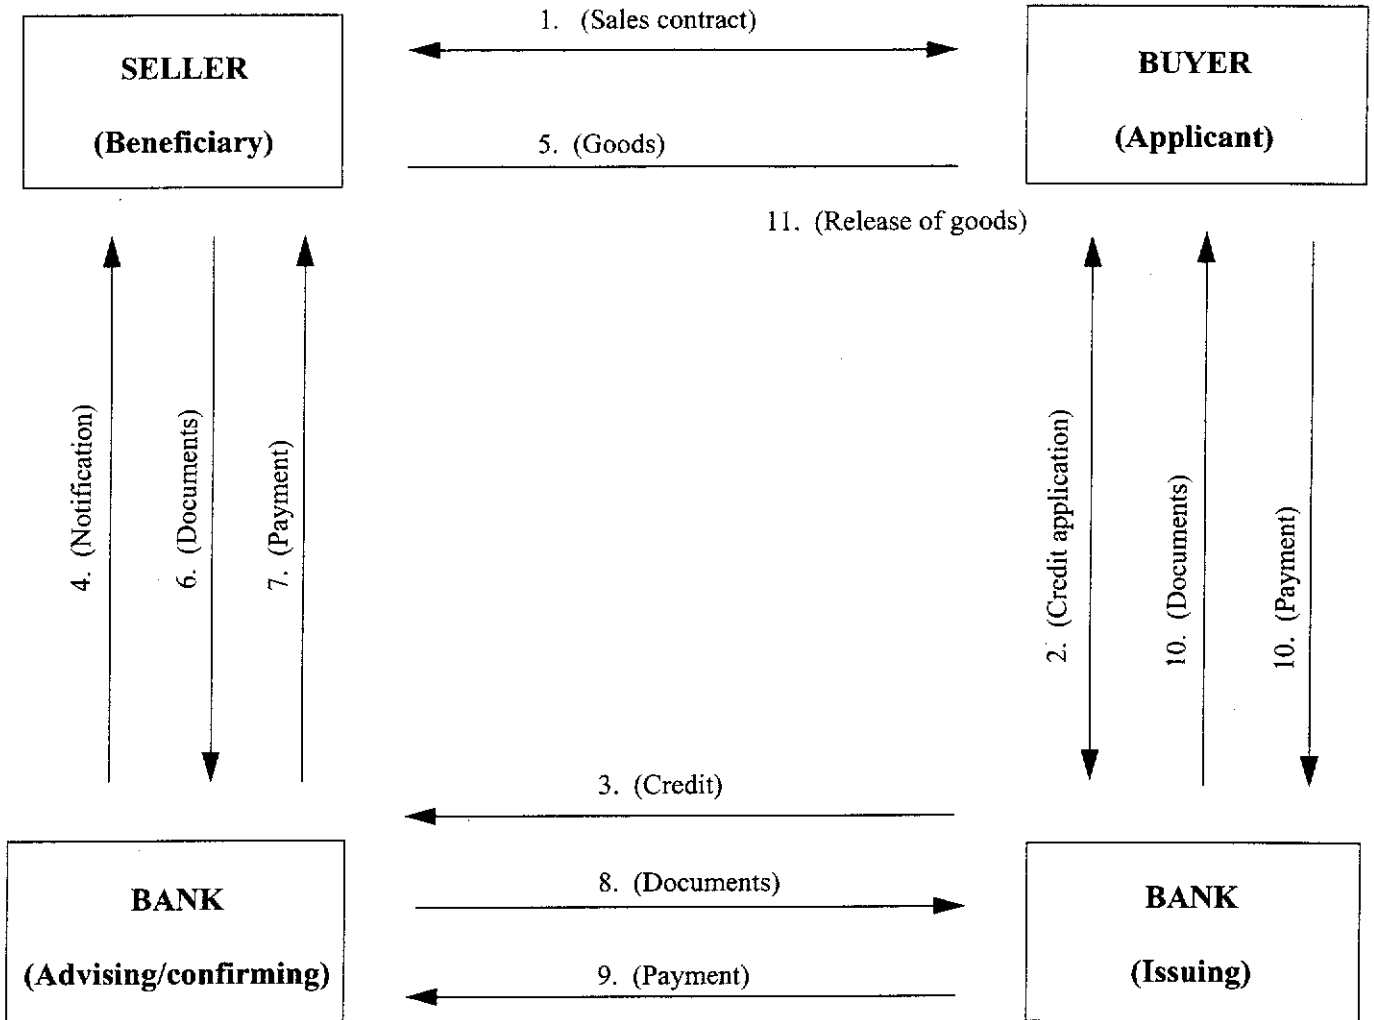 1. (Sales contract)
SELLER
(Beneficiary)
BUYER
(Applicant)
5. (Goods)
11. (Release of goods)
4. (Notification)
6. (Documents)
7. (Payment)
2. (Credit application)
10. (Documents)
10. (Payment)
3. (Credit)
8. (Documents)
9. (Payment)
BANK
(Advising/confirming)
BANK
(Issuing)